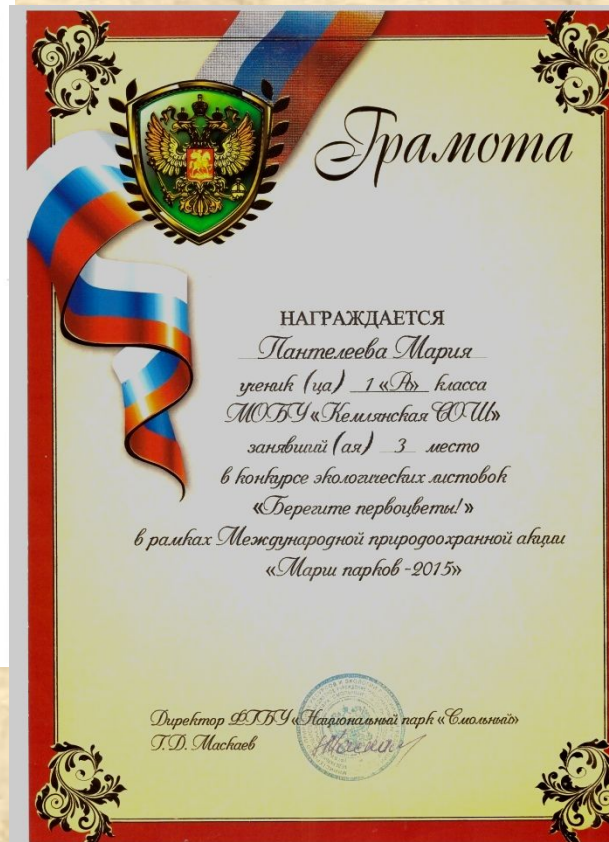 Грамота
НАГРАЖДАЕТСЯ
Пантелеева Мария
ученик (ца) 1 «А» класса
МОБУ «Кемлянская СОШ»
занявший (ая) 3 место
в конкурсе экологических листовок
«Берегите первоцветы!»
в рамках Международной природоохранной акции
«Марш парков -2015»
Директор ФГБУ «Национальный парк «Смольный»
Г.Д. Маскаев